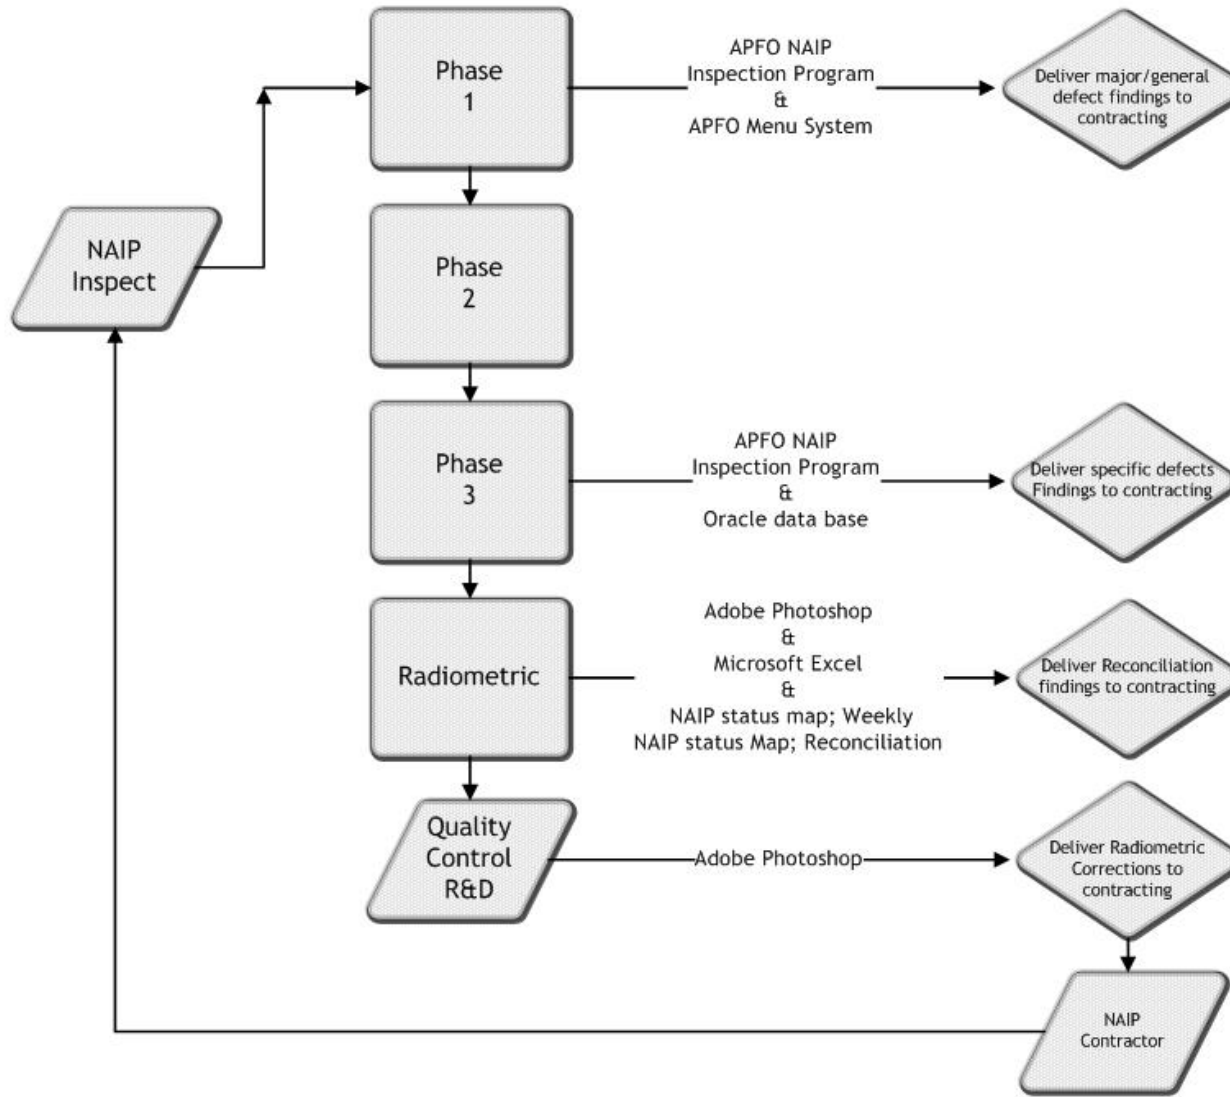 Phase
1
APFO NAIP
Inspection Program
&
APFO Menu System
Deliver major/general
defect findings to
contracting
NAIP
Inspect
Phase
2
Phase
3
APFO NAIP
Inspection Program
&
Oracle data base
Deliver specific defects
Findings to contracting
Radiometric
Adobe Photoshop
&
Microsoft Excel
&
NAIP status map; Weekly
NAIP status Map; Reconciliation
Deliver Reconciliation
findings to contracting
Quality
Control
R&D
Adobe Photoshop
Deliver Radiometric
Corrections to
contracting
NAIP
Contractor